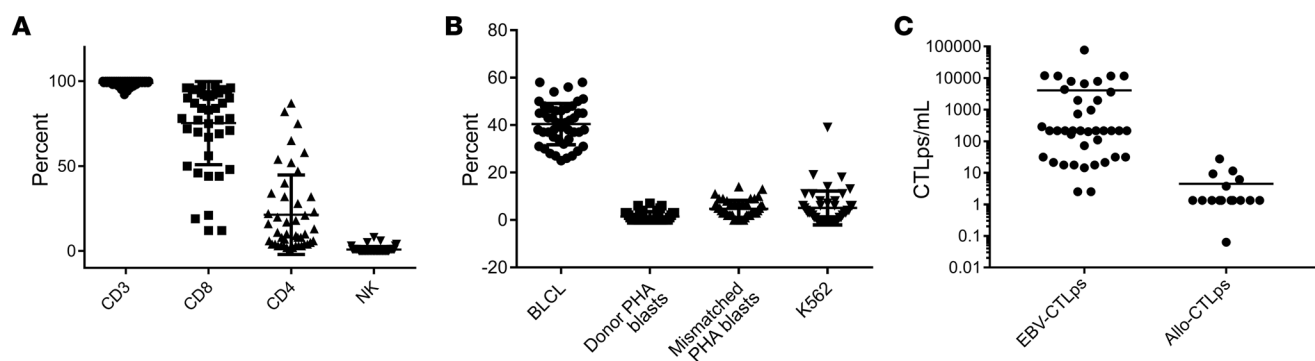 A
Percent
100
50
0
CD3
CD8
CD4
NK
B
Percent
80
60
40
20
0
-20
BLCL
Donor PHA
blasts
Mismatched
PHA blasts
K562
C
CTLps/mL
100000
10000
1000
100
10
1
0.1
0.01
EBV-CTLps
Allo-CTLps